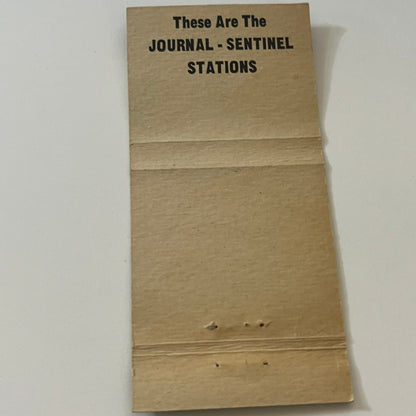 These Are The
JOURNAL - SENTINEL
STATIONS